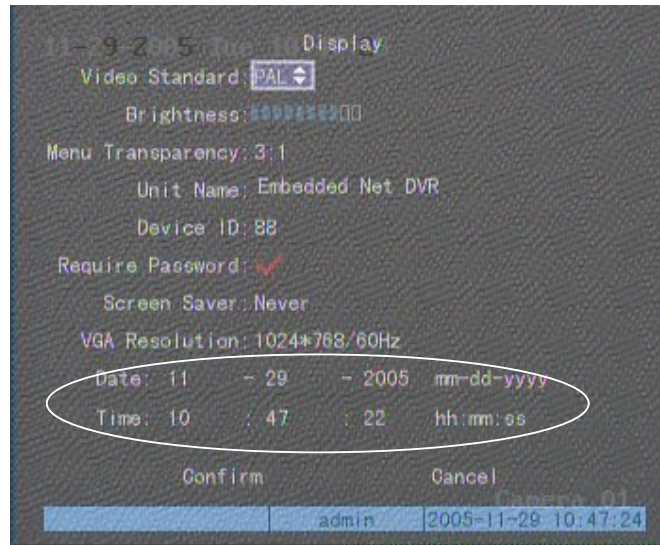 Display
Video Standard: PAL
Brightness:
Menu Transparency: 3:1
Unit Name: Embedded Net DVR
Device ID: 88
Require Password:
Screen Saver: Never
VGA Resolution: 1024*768/60Hz
Date: 11 - 29 - 2005 mm-dd-yyyy
Time: 10 : 47 : 22 hh:mm:ss
Confirm Cancel
Camera 01
admin 2005-11-29 10:47:24